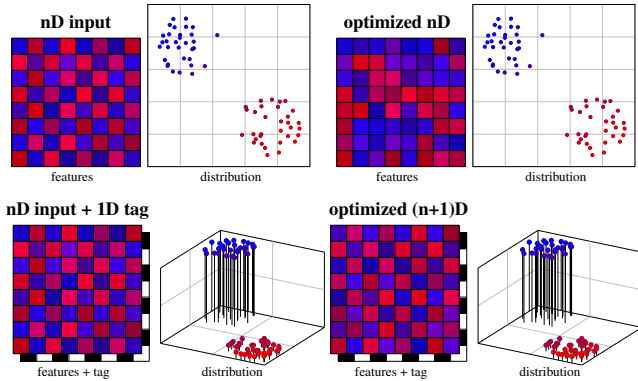 nD input
optimized nD
features
distribution
features
distribution
nD input + 1D tag
optimized (n+1)D
features + tag
distribution
features + tag
distribution